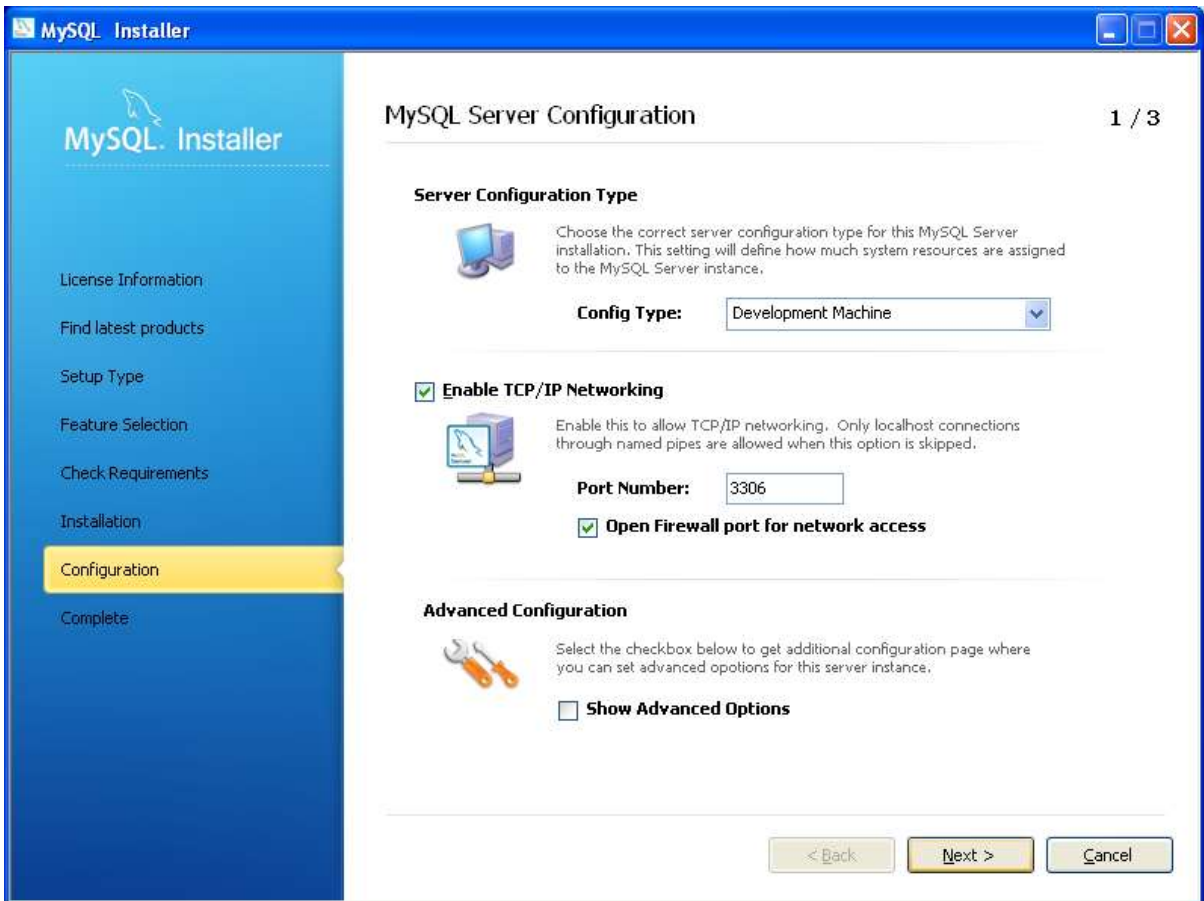 MySQL Installer
MySQL. Installer
License Information
Find latest products
Setup Type
Feature Selection
Check Requirements
Installation
Configuration
Complete
MySQL Server Configuration
1 / 3
Server Configuration Type
Choose the correct server configuration type for this MySQL Server
installation. This setting will define how much system resources are assigned
to the MySQL Server instance.
Config Type: Development Machine
Enable TCP/IP Networking
Enable this to allow TCP/IP networking. Only localhost connections
through named pipes are allowed when this option is skipped.
Port Number: 3306
Open Firewall port for network access
Advanced Configuration
Select the checkbox below to get additional configuration page where
you can set advanced opotions for this server instance.
Show Advanced Options
< Back Next > Cancel